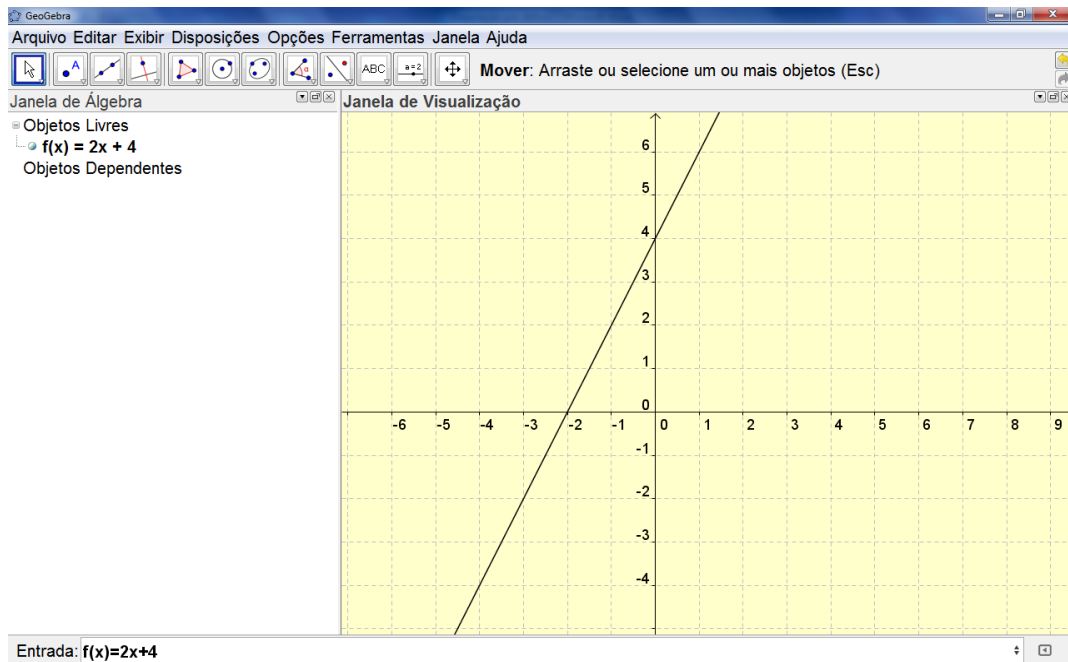 GeoGebra
Arquivo Editar Exibir Disposições Opções Ferramentas Janela Ajuda
A
α
ABC
a=2
Mover: Arraste ou selecione um ou mais objetos (Esc)
Janela de Álgebra
Janela de Visualização
Objetos Livres
f(x) = 2x + 4
Objetos Dependentes
6
5
4
3
2
1
0
-6 -5 -4 -3 -2 -1 0 1 2 3 4 5 6 7 8 9
-1
-2
-3
-4
Entrada: f(x)=2x+4